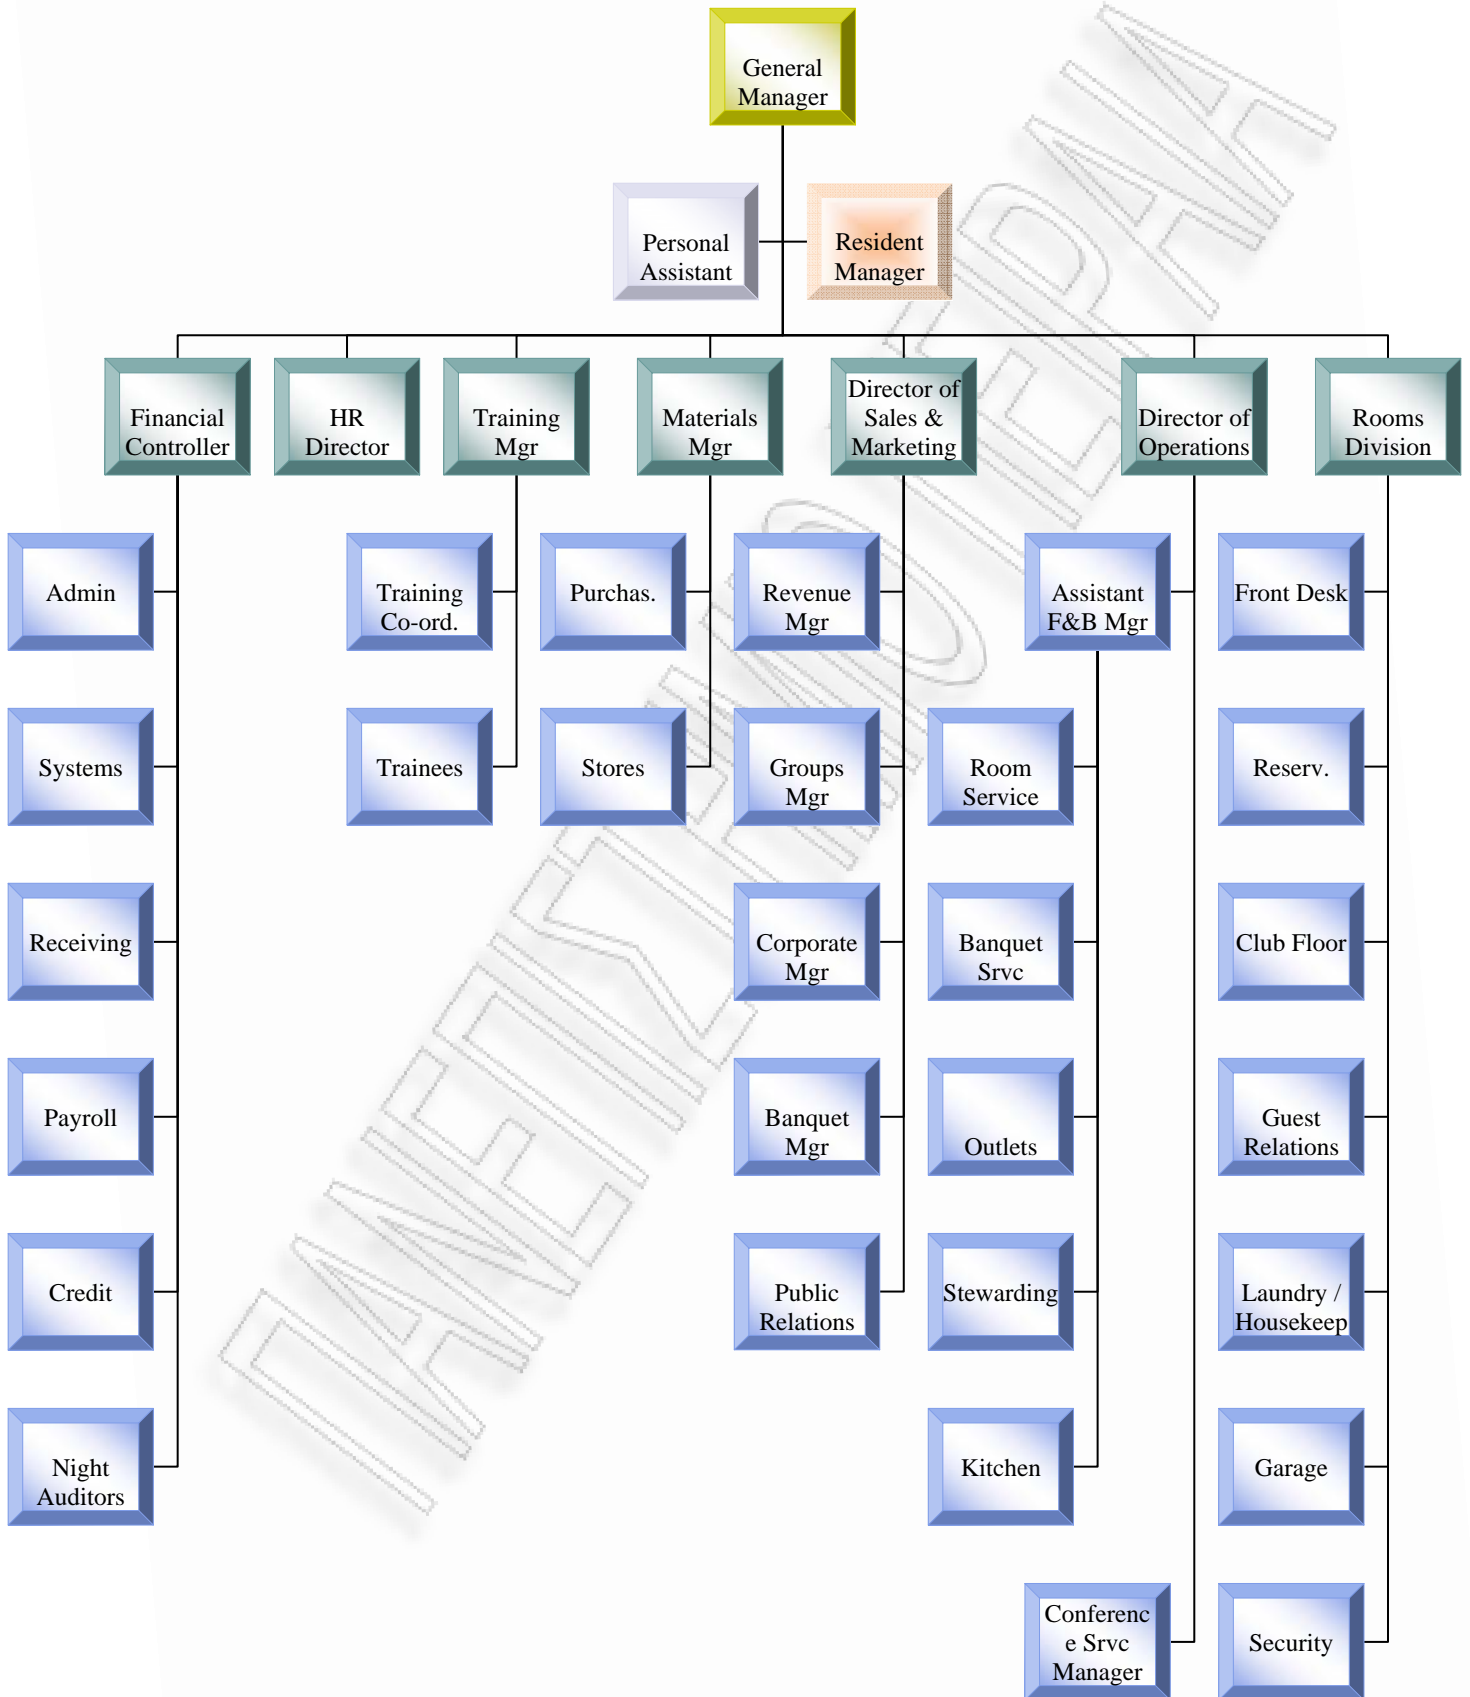 General
Manager
Personal
Assistant
Resident
Manager
Financial
Controller
HR
Director
Training
Mgr
Materials
Mgr
Director of
Sales &
Marketing
Director of
Operations
Rooms
Division
Admin
Training
Co-ord.
Purchas.
Revenue
Mgr
Assistant
F&B Mgr
Front Desk
Systems
Trainees
Stores
Groups
Mgr
Room
Service
Reserv.
Receiving
Corporate
Mgr
Banquet
Srvc
Club Floor
Payroll
Banquet
Mgr
Outlets
Guest
Relations
Credit
Public
Relations
Stewarding
Laundry /
Housekeep
Night
Auditors
Kitchen
Garage
Conferenc
e Srvc
Manager
Security
ΠΑΝΕΠΙΣΤΗΜΙΟ ΠΕΙΡΑΙΑ